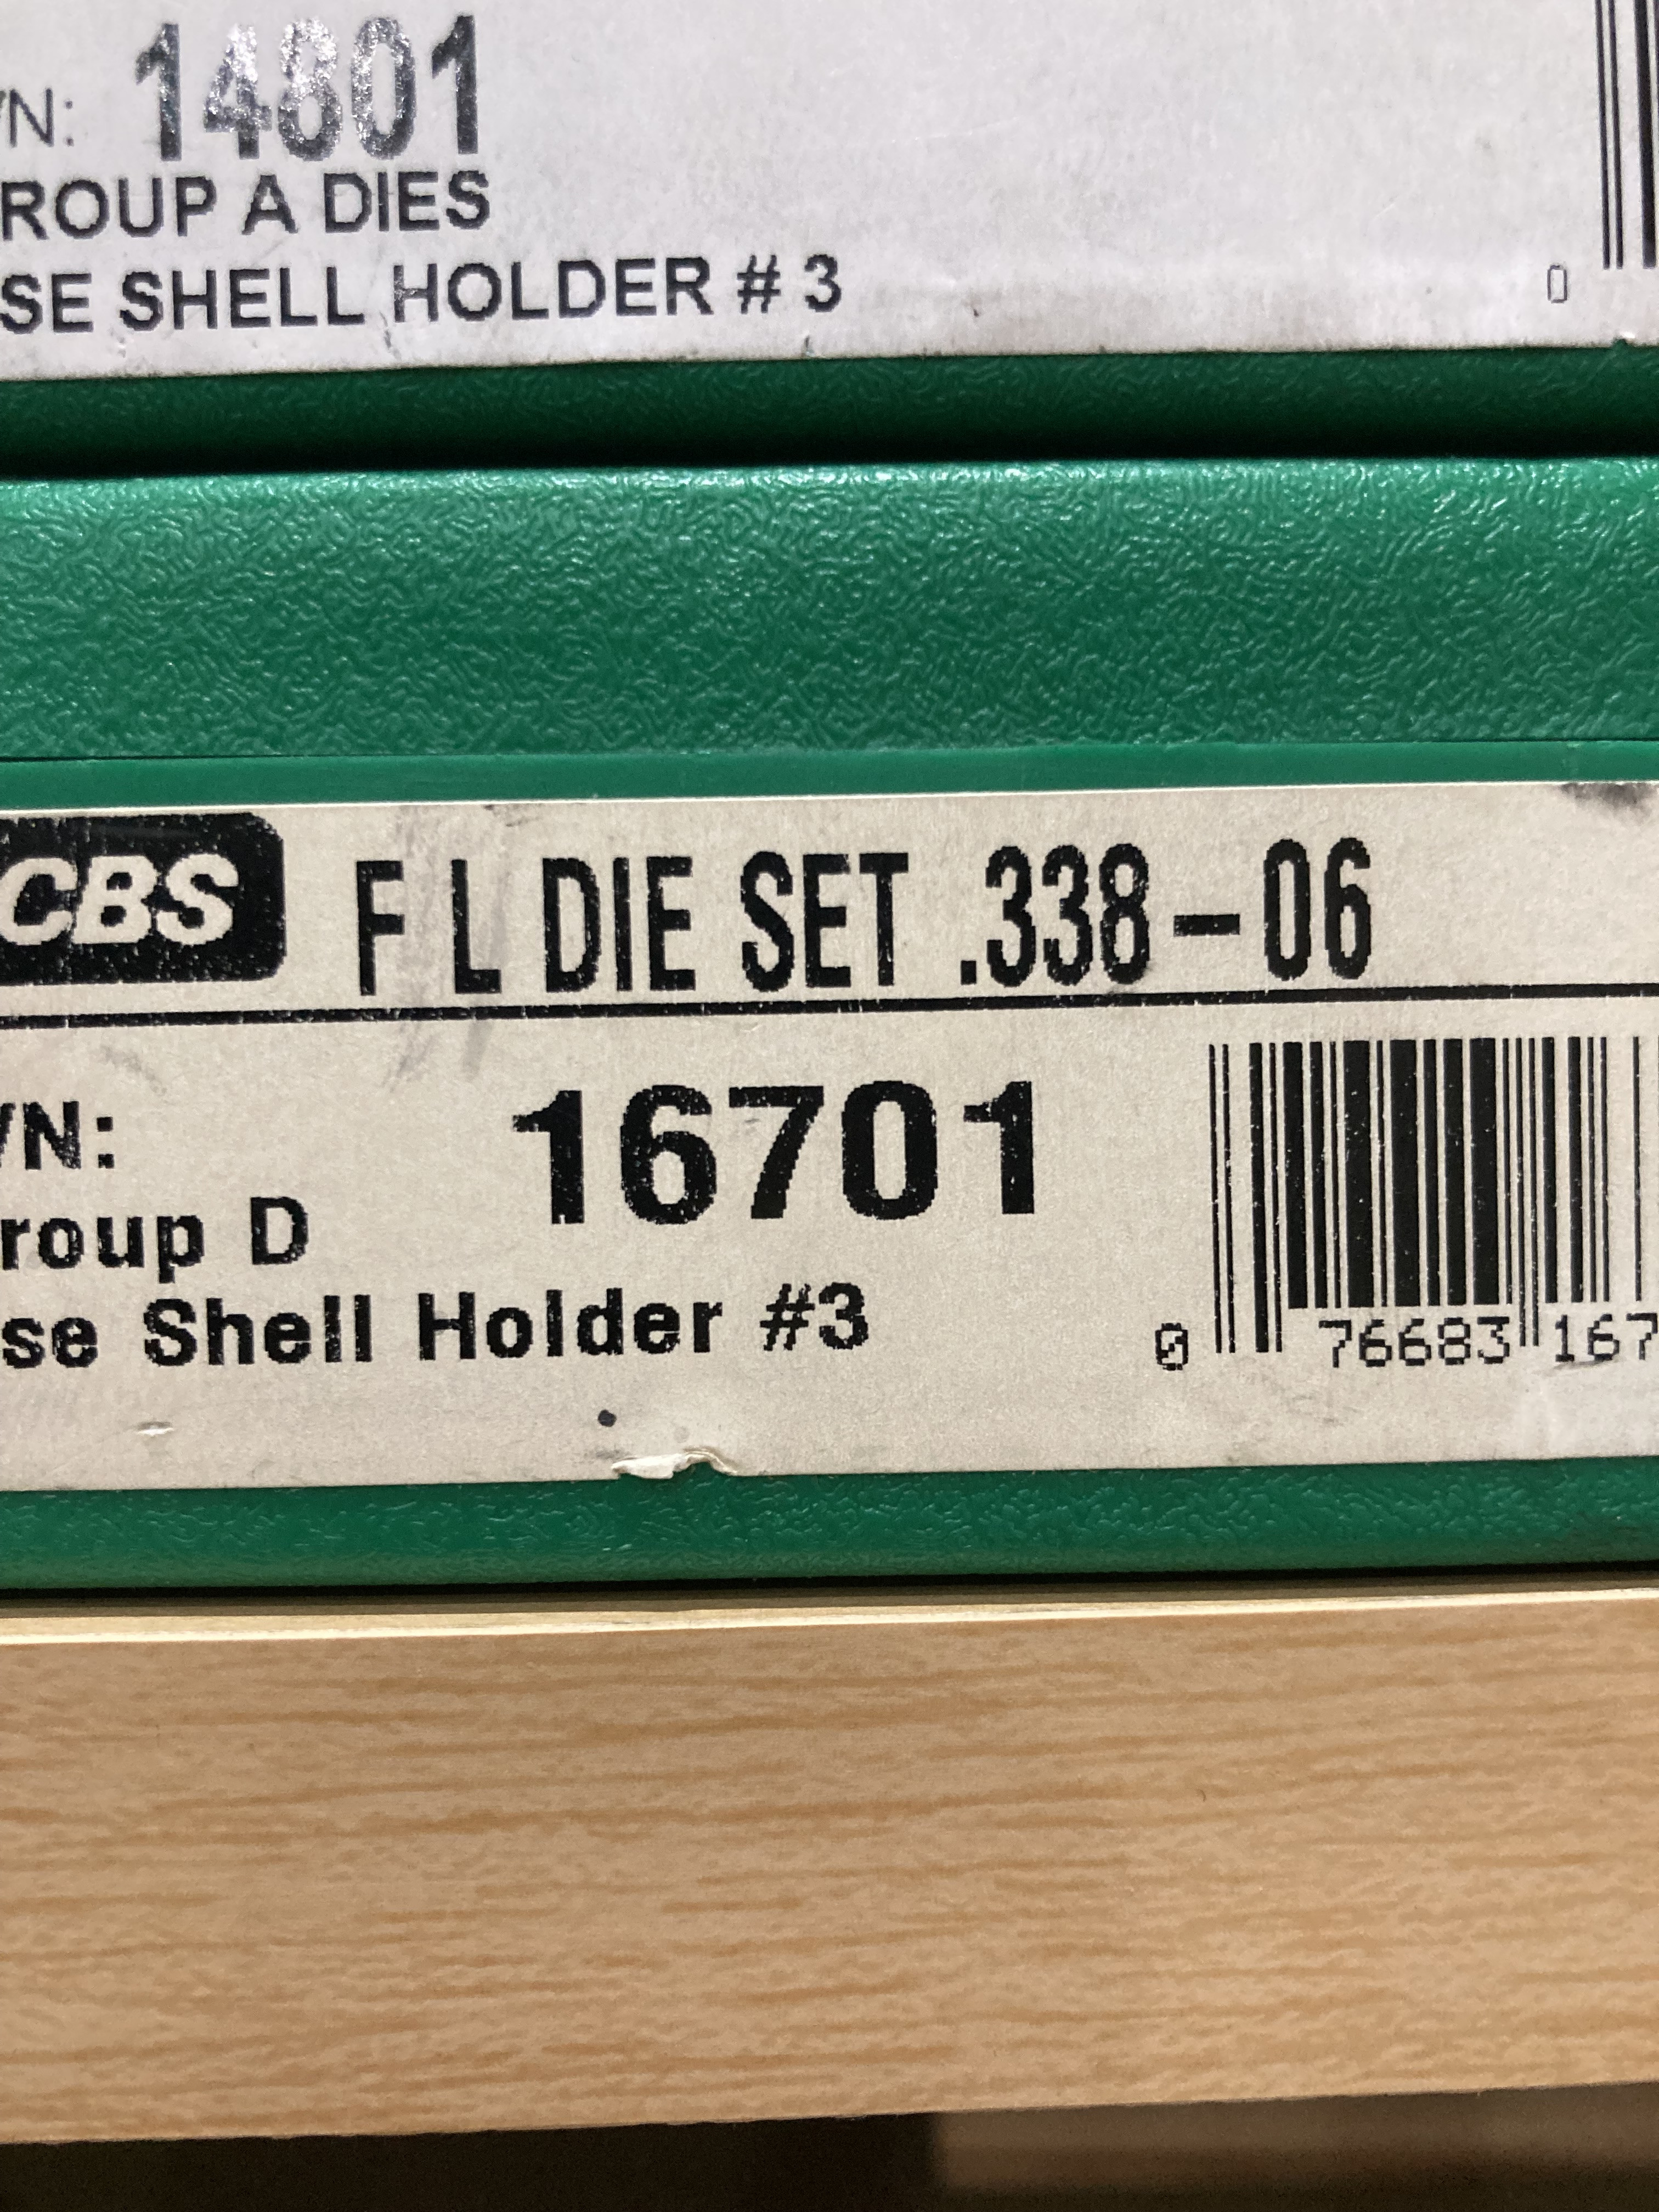 /N: 14801
ROUP A DIES
SE SHELL HOLDER # 3
0
CBS F L DIE SET .338-06
/N: 16701
roup D
se Shell Holder #3
0 76683 167